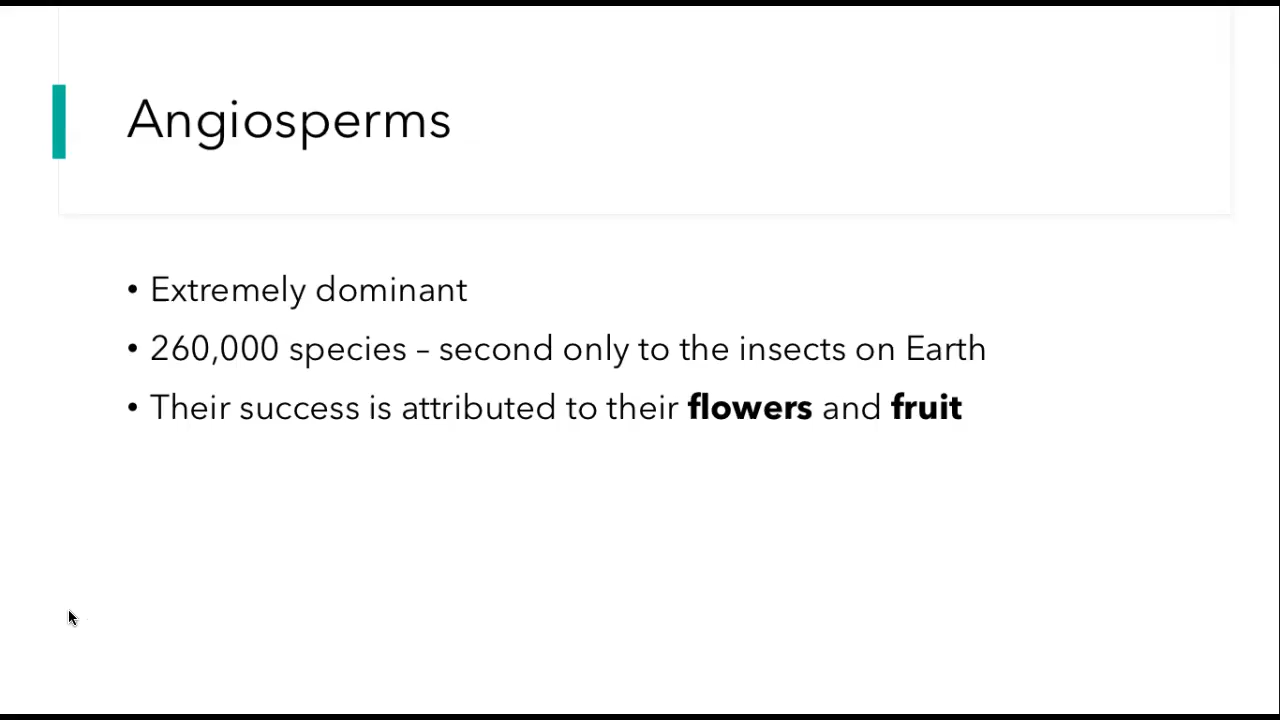 Angiosperms
• Extremely dominant
• 260,000 species – second only to the insects on Earth
• Their success is attributed to their flowers and fruit